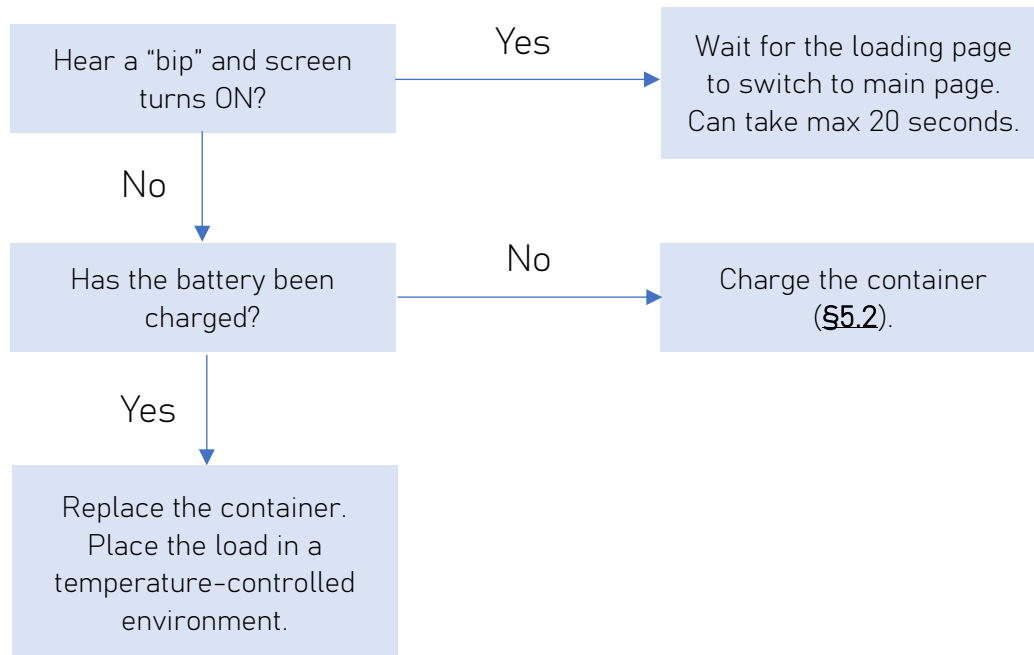 Hear a “bip” and screen
turns ON?
Yes
Wait for the loading page
to switch to main page.
Can take max 20 seconds.
No
Has the battery been
charged?
No
Charge the container
(§5.2).
Yes
Replace the container.
Place the load in a
temperature-controlled
environment.